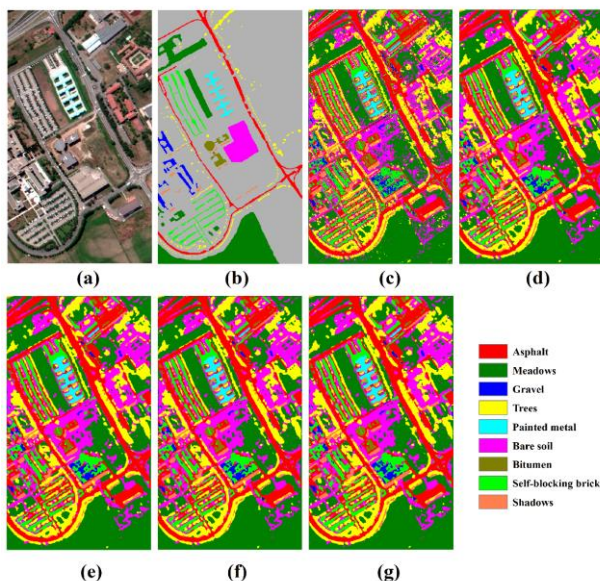 (a)
(b)
(c)
(d)
Asphalt
Meadows
Gravel
Trees
Painted metal
Bare soil
Bitumen
Self-blocking brick
Shadows
(e)
(f)
(g)